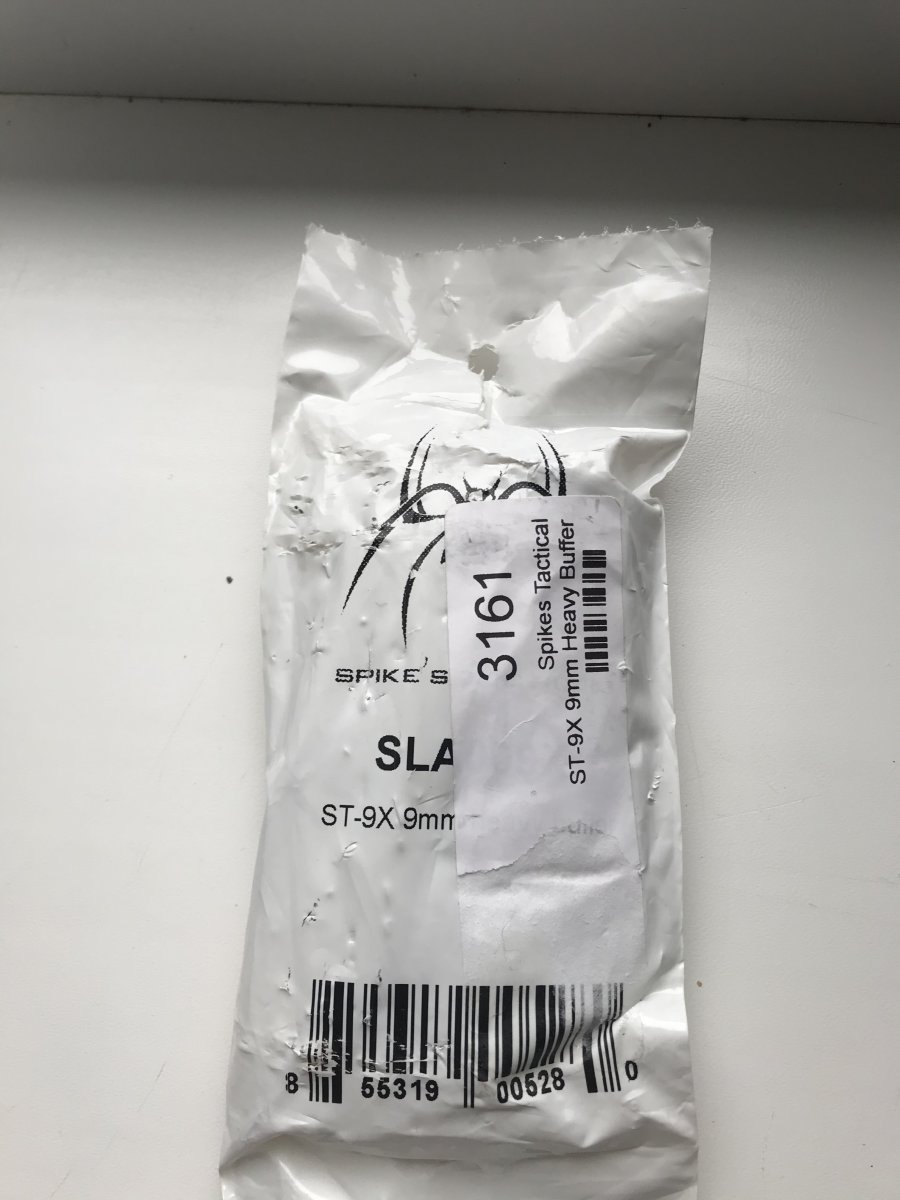 SPIKE'S
SLA
ST-9X 9mm
3161
Spikes Tactical
ST-9X 9mm Heavy Buffer
8 55319 00528 0